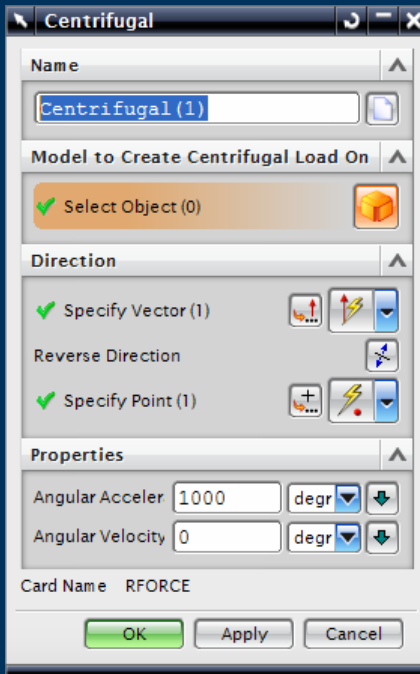 Centrifugal
Name
Centrifugal(1)
Model to Create Centrifugal Load On
Select Object (0)
Direction
Specify Vector (1)
Reverse Direction
Specify Point (1)
Properties
Angular Acceler 1000 degr
Angular Velocity 0 degr
Card Name RFORCE
OK Apply Cancel